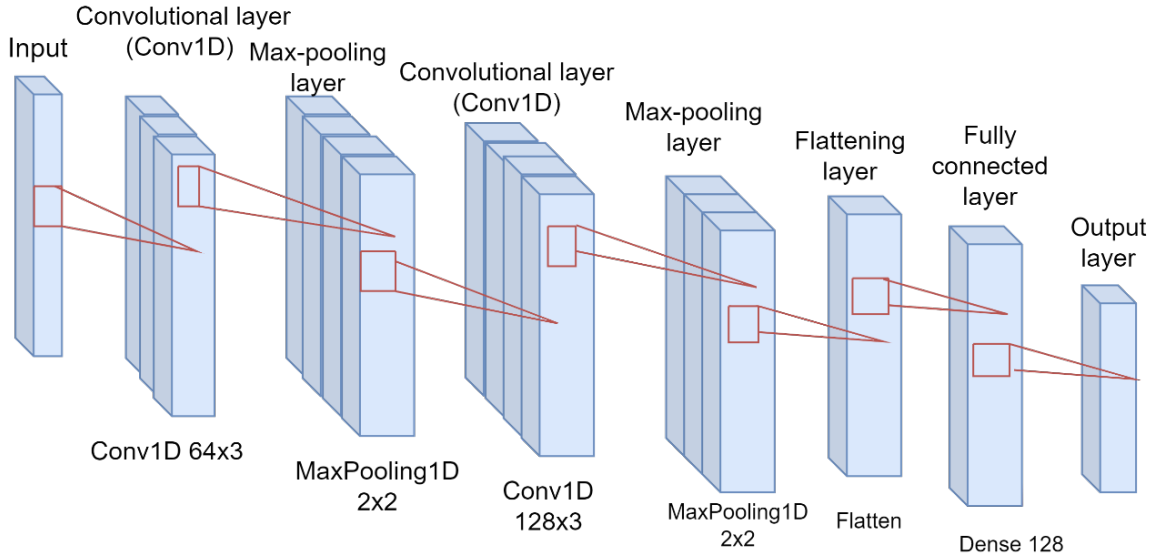 Input
Convolutional layer
(Conv1D)
Max-pooling
layer
Convolutional layer
(Conv1D)
Max-pooling
layer
Flattening
layer
Fully
connected
layer
Output
layer
Conv1D 64x3
MaxPooling1D
2x2
Conv1D
128x3
MaxPooling1D
2x2
Flatten
Dense 128